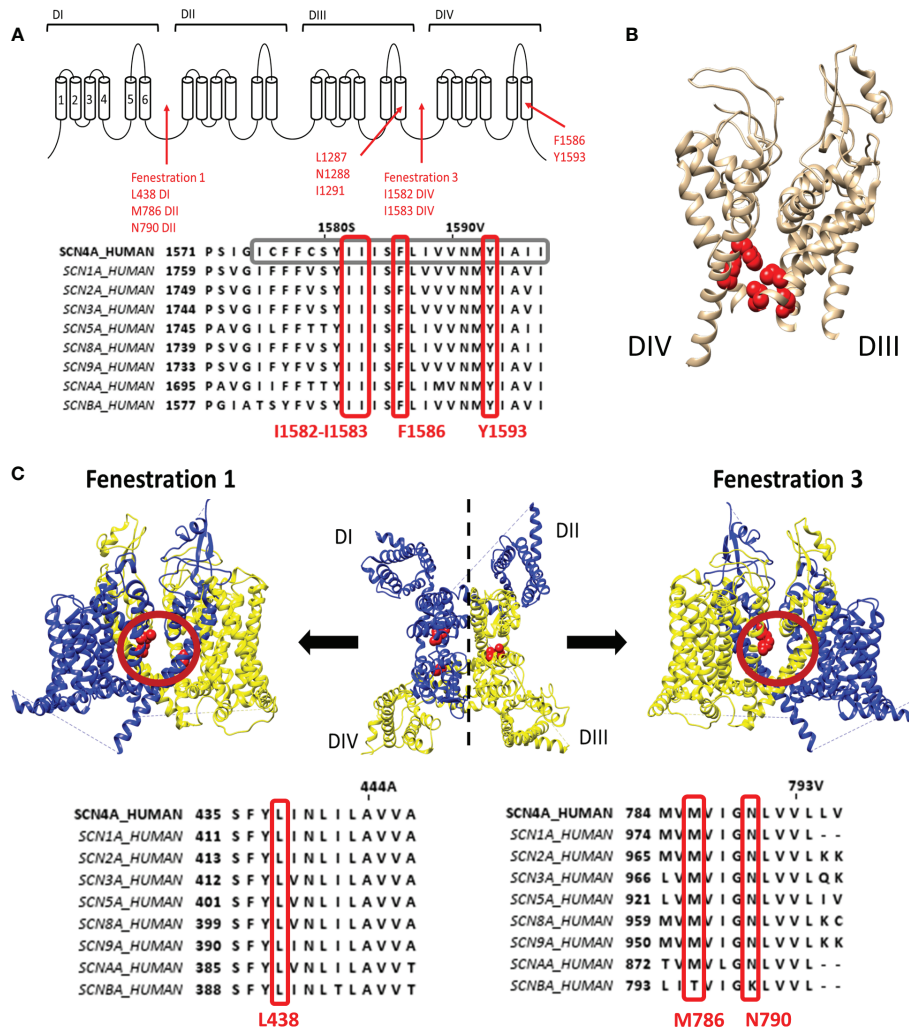 A
DI
DII
DIII
DIV
1 2 3 4 5 6
Fenestration 1
L438 DI
M786 DII
N790 DII
L1287
N1288
I1291
Fenestration 3
I1582 DIV
I1583 DIV
F1586
Y1593
1580S 1590V
SCN4A_HUMAN 1571 P S I G I C F F C S Y I I I S F L I V V N M Y I A I I
SCN1A_HUMAN 1759 P S V G I F F F V S Y I I I S F L V V V N M Y I A V I
SCN2A_HUMAN 1749 P S V G I F F F V S Y I I I S F L V V V N M Y I A V I
SCN3A_HUMAN 1744 P S V G I F F F V S Y I I I S F L V V V N M Y I A V I
SCN5A_HUMAN 1745 P A V G I L F F T T Y I I I S F L I V V N M Y I A I I
SCN8A_HUMAN 1739 P S V G I F F F V S Y I I I S F L I V V N M Y I A I I
SCN9A_HUMAN 1733 P S V G I F Y F V S Y I I I S F L V V V N M Y I A V I
SCNAA_HUMAN 1695 P A V G I I F F T T Y I I I S F L I M V N M Y I A V I
SCNBA_HUMAN 1577 P G I A T S Y F V S Y I I I S F L I V V N M Y I A V I
I1582-I1583 F1586 Y1593
B
DIV
DIII
C
Fenestration 1
Fenestration 3
DI
DII
DIV
DIII
444A
SCN4A_HUMAN 435 S F Y L I N L I L A V V A
SCN1A_HUMAN 411 S F Y L I N L I L A V V A
SCN2A_HUMAN 413 S F Y L I N L I L A V V A
SCN3A_HUMAN 412 S F Y L V N L I L A V V A
SCN5A_HUMAN 401 S F Y L V N L I L A V V A
SCN8A_HUMAN 399 S F Y L V N L I L A V V A
SCN9A_HUMAN 390 S F Y L I N L I L A V V A
SCNAA_HUMAN 385 S F Y L V N L I L A V V T
SCNBA_HUMAN 388 S F Y L I N L T L A V V T
L438
793V
SCN4A_HUMAN 784 M V M V I G N L V V L L V
SCN1A_HUMAN 974 M V M V I G N L V V L - -
SCN2A_HUMAN 965 M V M V I G N L V V L K K
SCN3A_HUMAN 966 L V M V I G N L V V L Q K
SCN5A_HUMAN 921 L V M V I G N L V V L I V
SCN8A_HUMAN 959 M V M V I G N L V V L K C
SCN9A_HUMAN 950 M V M V I G N L V V L K K
SCNAA_HUMAN 872 T V M V L G N L V V L - -
SCNBA_HUMAN 793 L I T V I G K L V V L - -
M786 N790